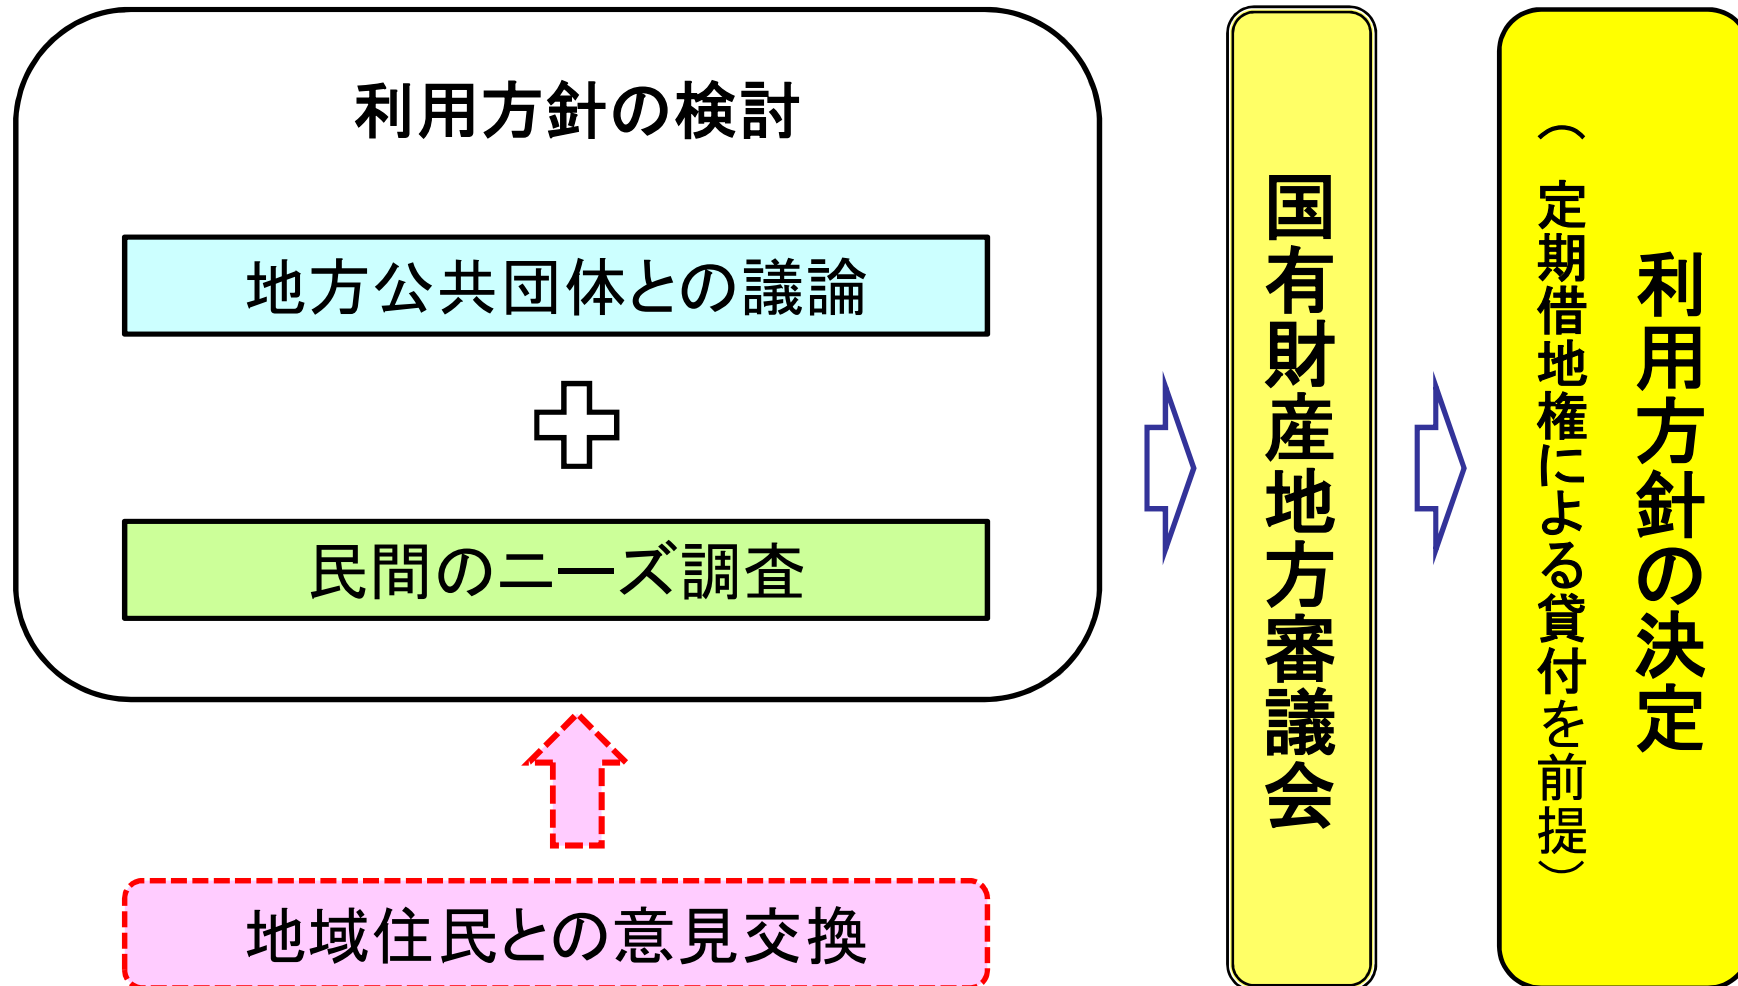 利用方針の検討
地方公共団体との議論
民間のニーズ調査
地域住民との意見交換
国有財産地方審議会
利用方針の決定
（定期借地権による貸付を前提）